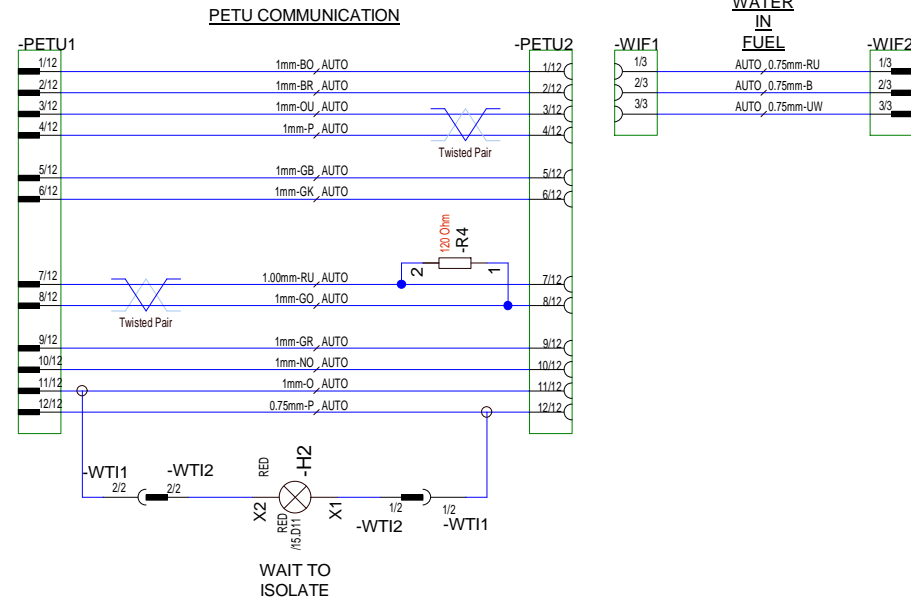 PETU COMMUNICATION
WATER
IN
FUEL
-PETU1
-PETU2
-WIF1
-WIF2
1/12 1mm-BO AUTO 1/12
2/12 1mm-BR AUTO 2/12
3/12 1mm-OU AUTO 3/12
4/12 1mm-P AUTO 4/12
Twisted Pair
5/12 1mm-GB AUTO 5/12
6/12 1mm-GK AUTO 6/12
120 Ohm
-R4
2 1
7/12 1.00mm-RU AUTO 7/12
8/12 1mm-GO AUTO 8/12
Twisted Pair
9/12 1mm-GR AUTO 9/12
10/12 1mm-NO AUTO 10/12
11/12 1mm-O AUTO 11/12
12/12 0.75mm-P AUTO 12/12
1/3 AUTO 0.75mm-RU 1/3
2/3 AUTO 0.75mm-B 2/3
3/3 AUTO 0.75mm-UW 3/3
-WTI1
-WTI2
2/2
2/2
RED
-H2
X2
RED
/15.D11
X1
1/2
-WTI2
1/2
-WTI1
WAIT TO
ISOLATE